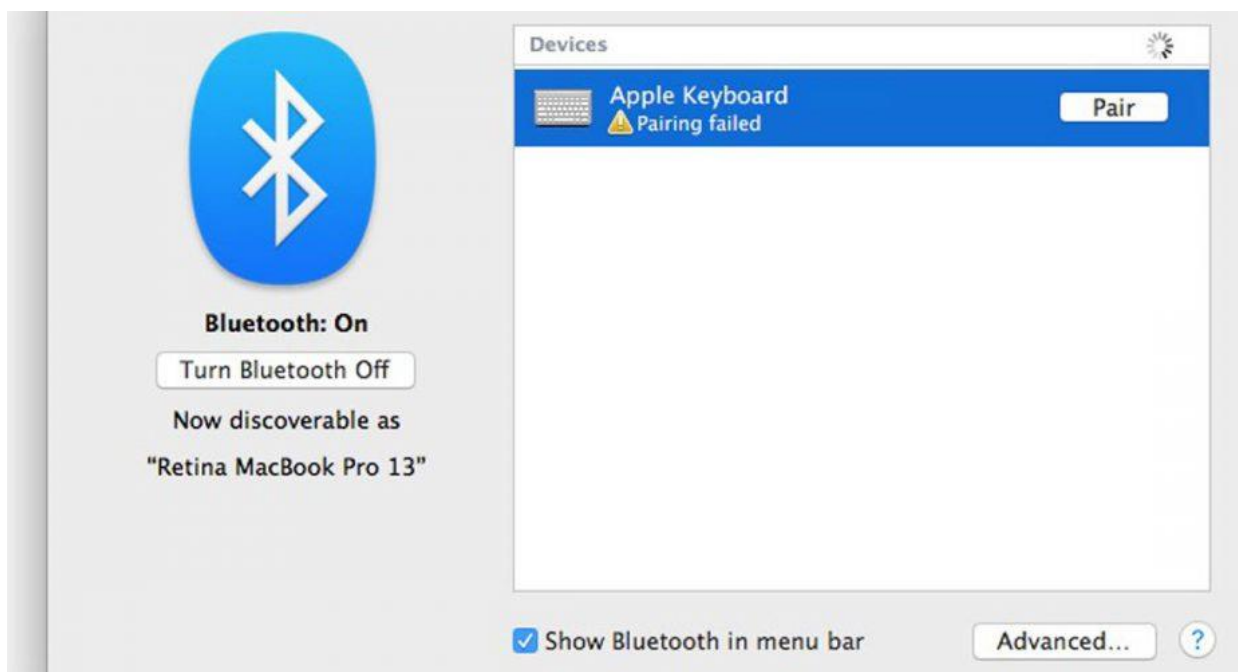 Devices
Apple Keyboard
Pairing failed
Pair
Bluetooth: On
Turn Bluetooth Off
Now discoverable as
"Retina MacBook Pro 13"
Show Bluetooth in menu bar
Advanced...
?